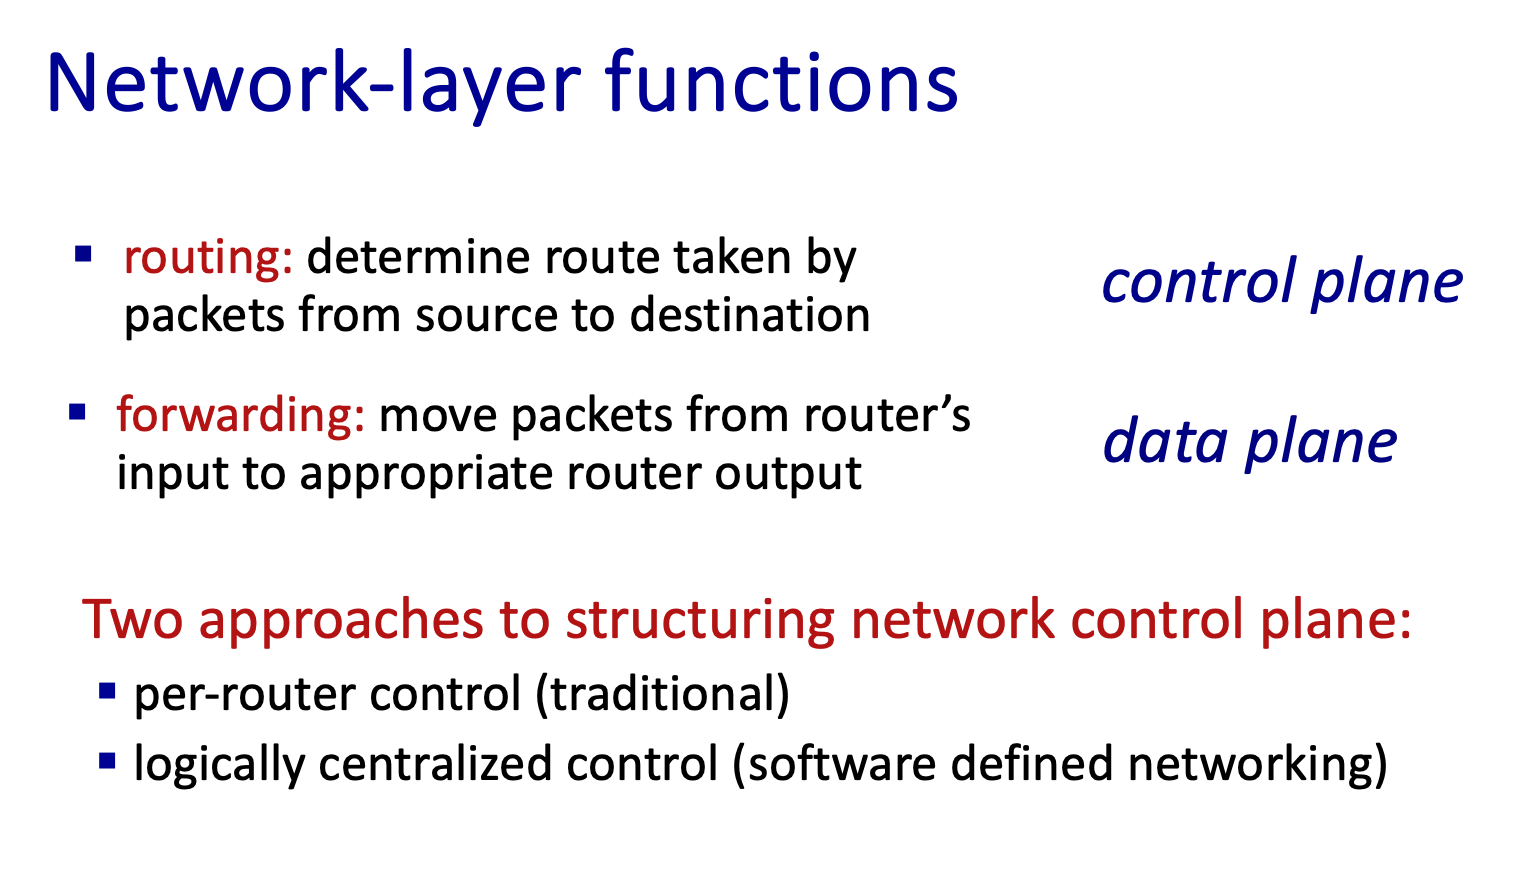 Network-layer functions
▪ routing: determine route taken by
packets from source to destination
control plane
▪ forwarding: move packets from router’s
input to appropriate router output
data plane
Two approaches to structuring network control plane:
▪ per-router control (traditional)
▪ logically centralized control (software defined networking)